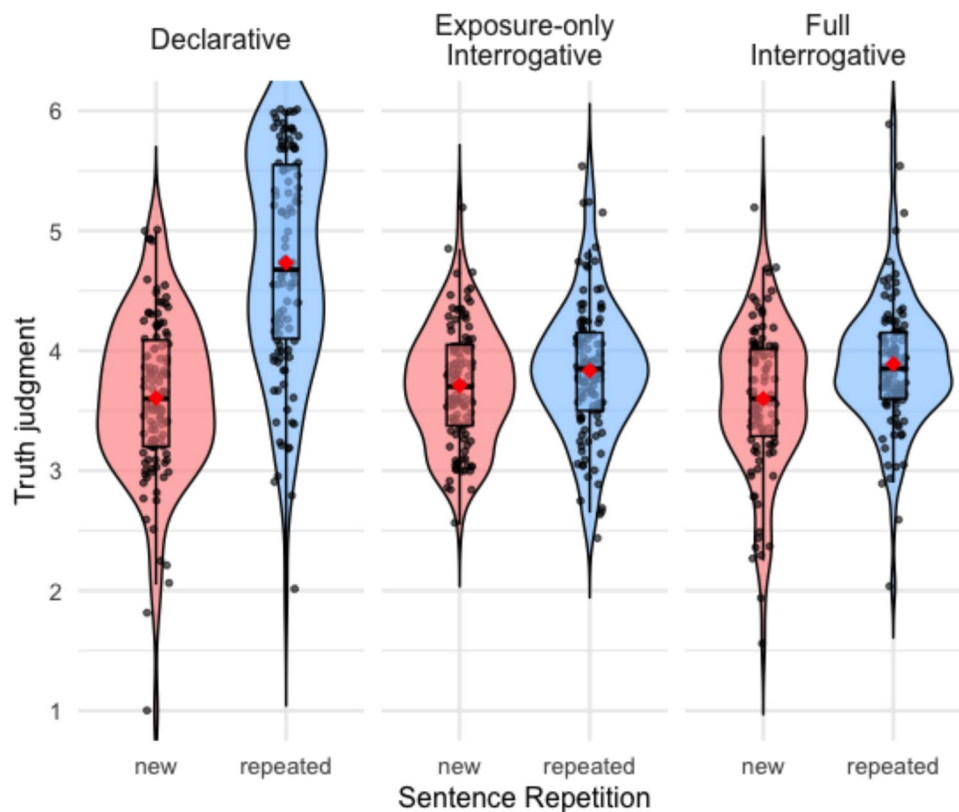 Declarative
Exposure-only
Interrogative
Full
Interrogative
Truth judgment
6
5
4
3
2
1
new
repeated
new
repeated
new
repeated
Sentence Repetition